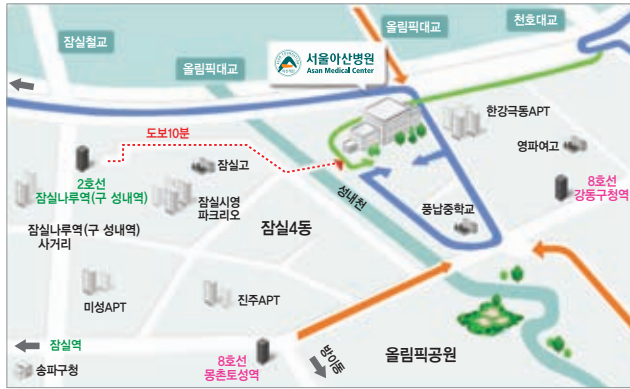 잠실철교
올림픽대교
서울아산병원
Asan Medical Center
올림픽대교
천호대교
도보10분
한강극동APT
영파여고
2호선
잠실나루역(구 성내역)
잠실고
잠실시영
파크리오
성내천
풍납중학교
8호선
강동구청역
잠실나루역(구 성내역)
사거리
잠실4동
미성APT
진주APT
잠실역
송파구청
8호선
몽촌토성역
방이동
올림픽공원